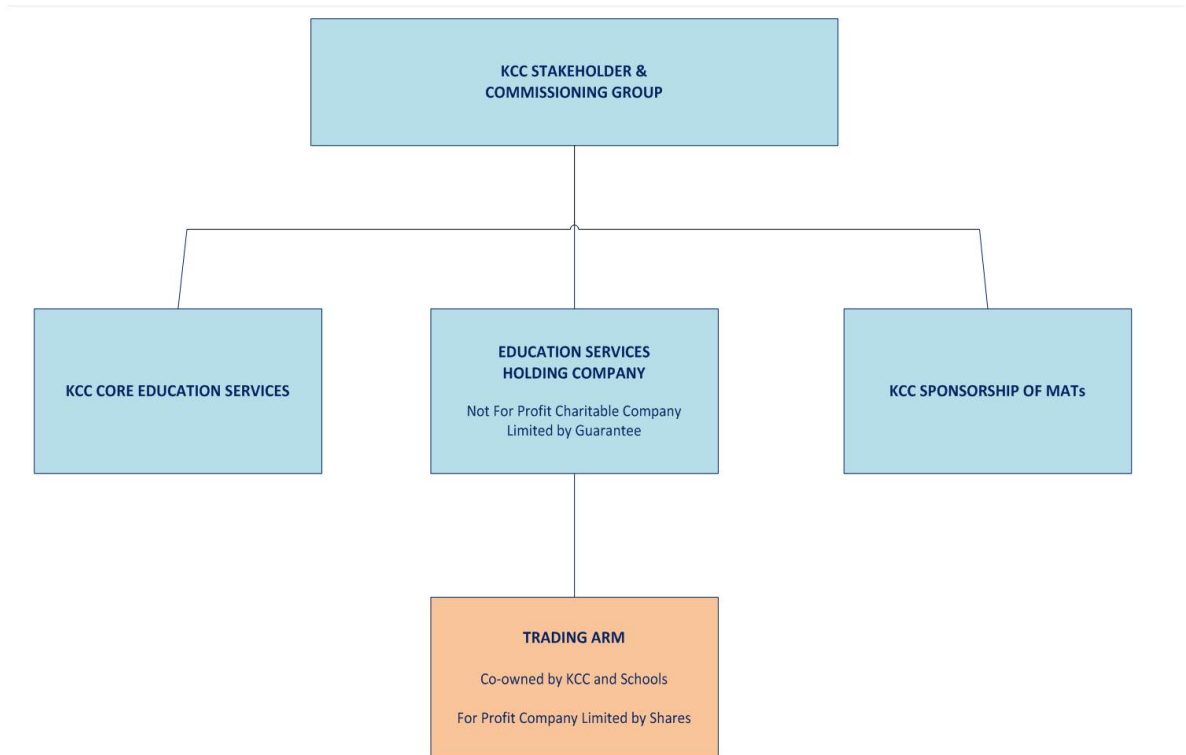 KCC STAKEHOLDER &
COMMISSIONING GROUP
KCC CORE EDUCATION SERVICES
EDUCATION SERVICES
HOLDING COMPANY
Not For Profit Charitable Company
Limited by Guarantee
KCC SPONSORSHIP OF MATs
TRADING ARM
Co-owned by KCC and Schools
For Profit Company Limited by Shares